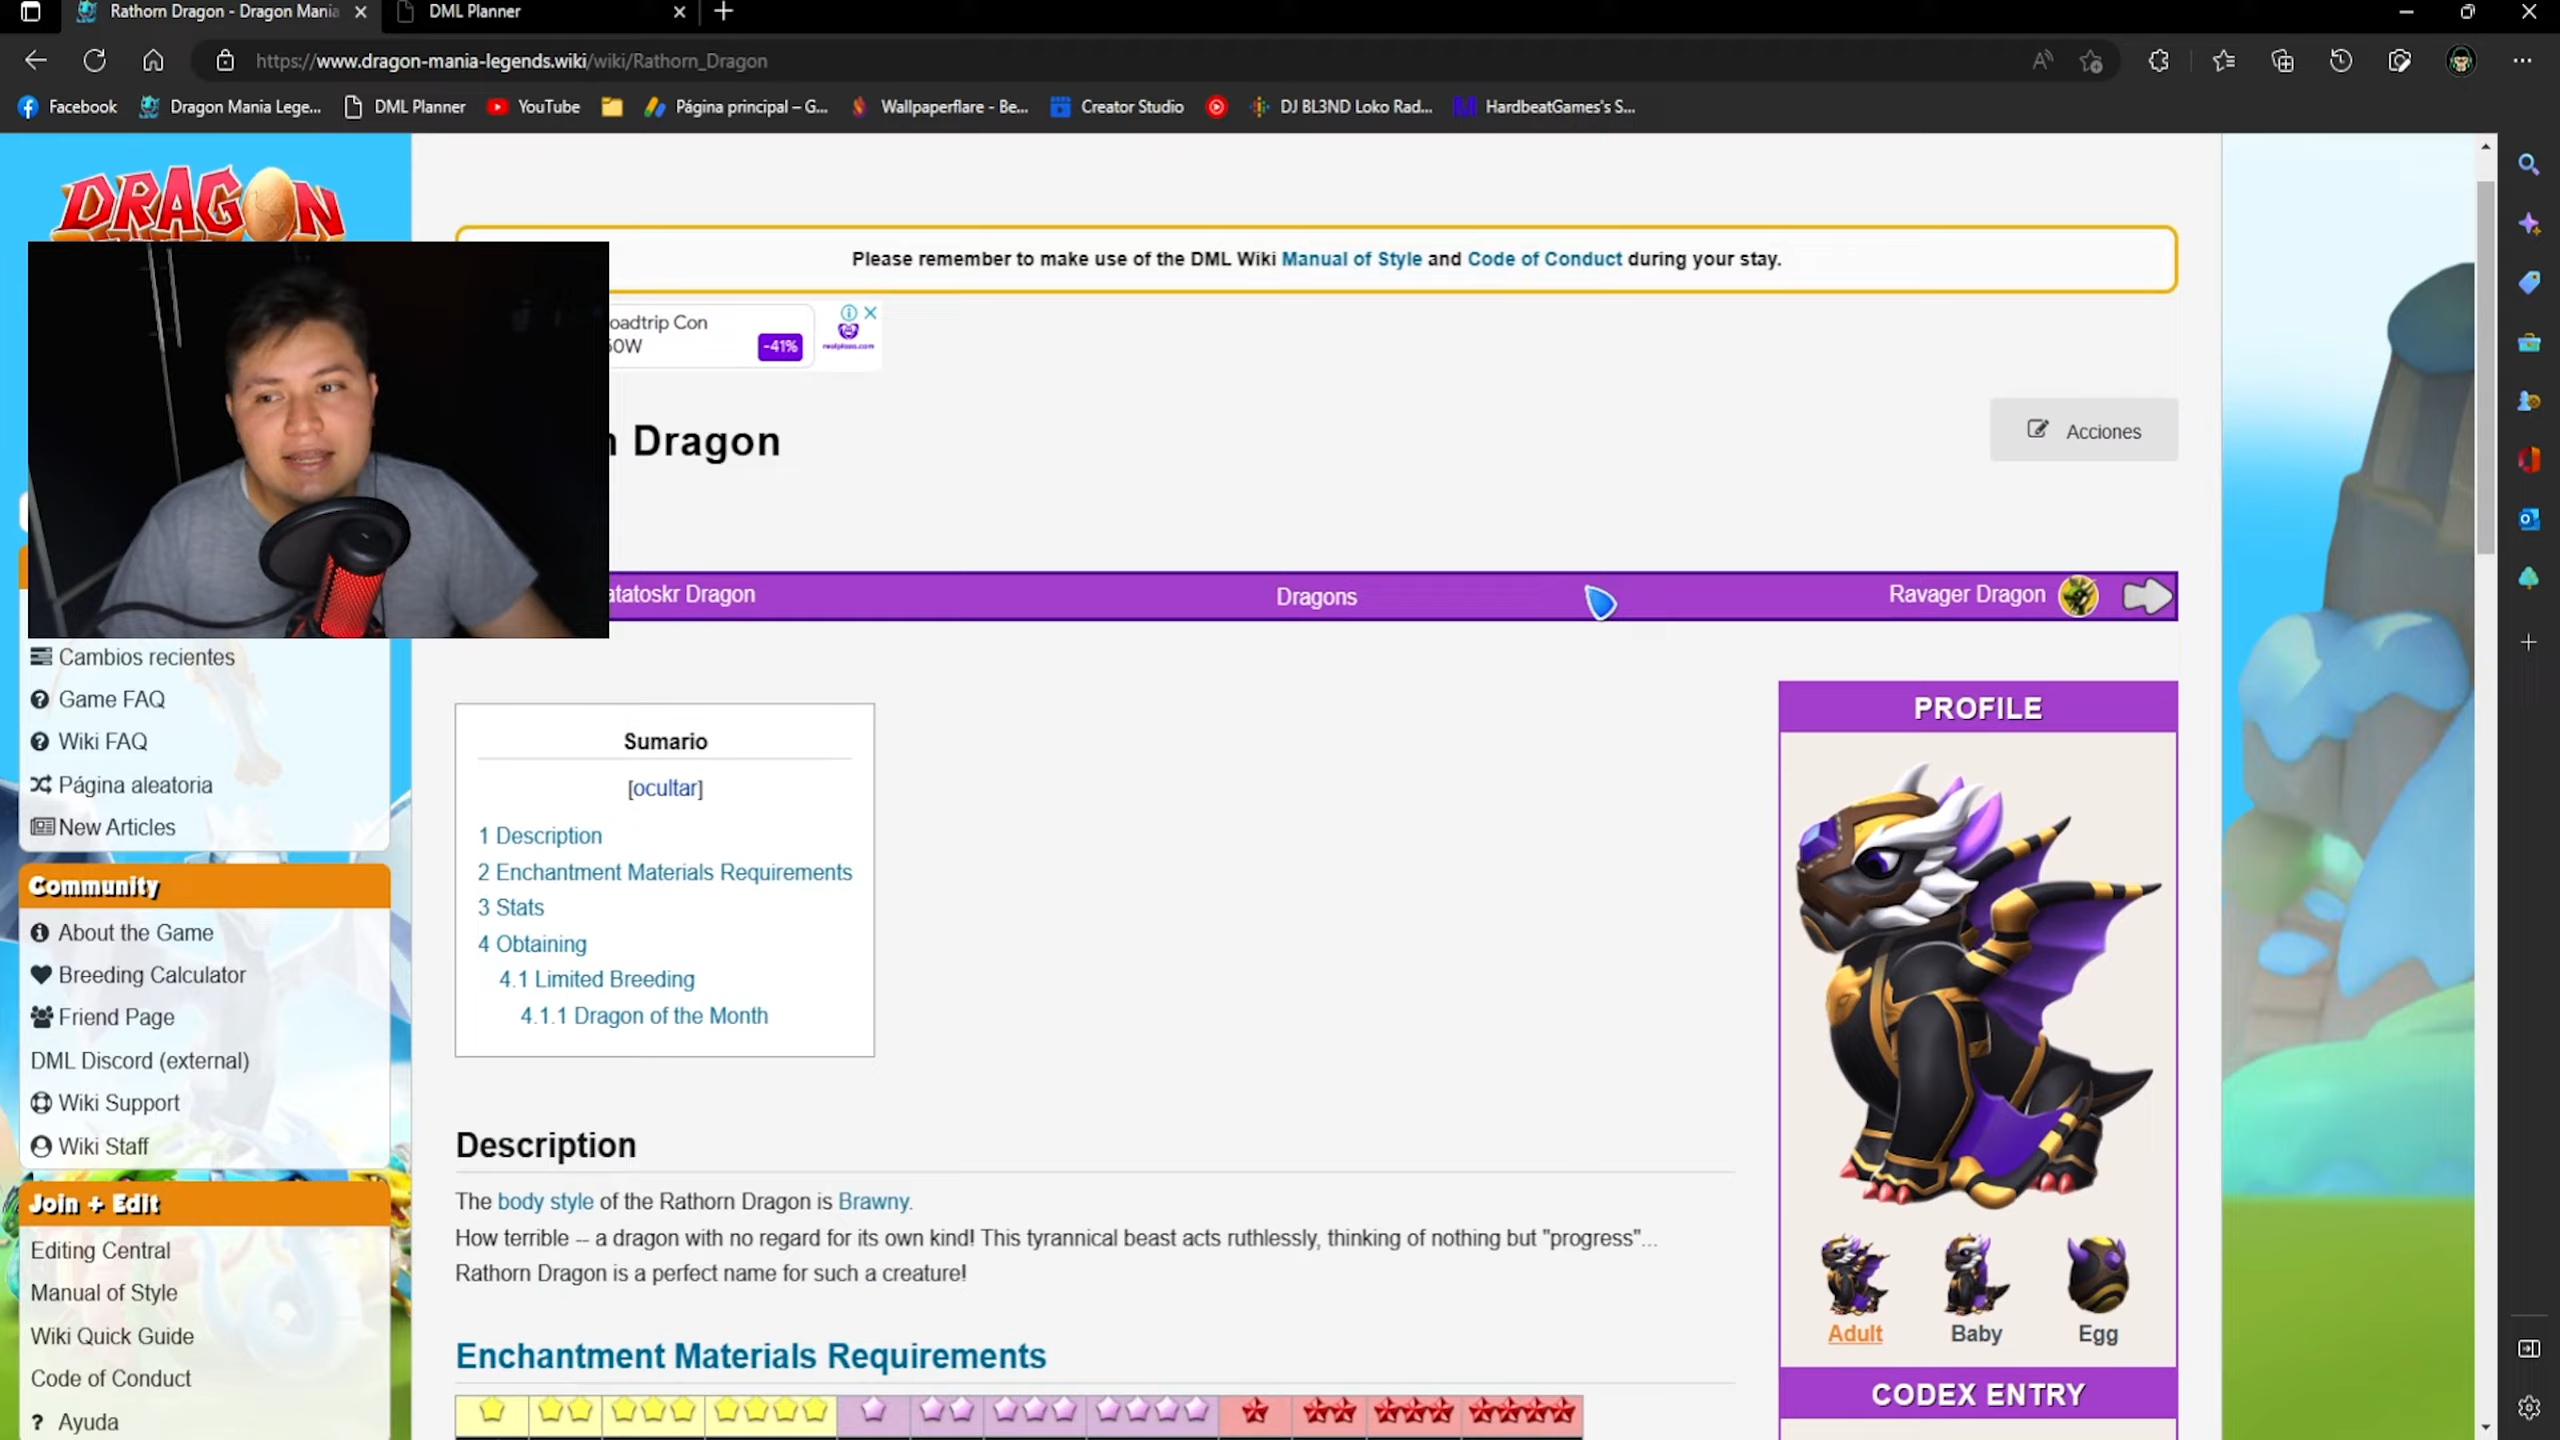 Rathorn Dragon - Dragon Mania
DML Planner
https://www.dragon-mania-legends.wiki/wiki/Rathorn_Dragon
Facebook
Dragon Mania Lege...
DML Planner
YouTube
Página principal – G...
Wallpaperflare - Be...
Creator Studio
DJ BL3ND Loko Rad...
HardbeatGames's S...
DRAGON
Please remember to make use of the DML Wiki Manual of Style and Code of Conduct during your stay.
oadtrip Con
60W
-41%
Dragon
Acciones
atatoskr Dragon
Dragons
Ravager Dragon
Cambios recientes
Game FAQ
Wiki FAQ
Página aleatoria
New Articles
Community
About the Game
Breeding Calculator
Friend Page
DML Discord (external)
Wiki Support
Wiki Staff
Join + Edit
Editing Central
Manual of Style
Wiki Quick Guide
Code of Conduct
? Ayuda
Sumario
[ocultar]
1 Description
2 Enchantment Materials Requirements
3 Stats
4 Obtaining
4.1 Limited Breeding
4.1.1 Dragon of the Month
Description
The body style of the Rathorn Dragon is Brawny.
How terrible -- a dragon with no regard for its own kind! This tyrannical beast acts ruthlessly, thinking of nothing but "progress"...
Rathorn Dragon is a perfect name for such a creature!
Enchantment Materials Requirements
PROFILE
Adult
Baby
Egg
CODEX ENTRY